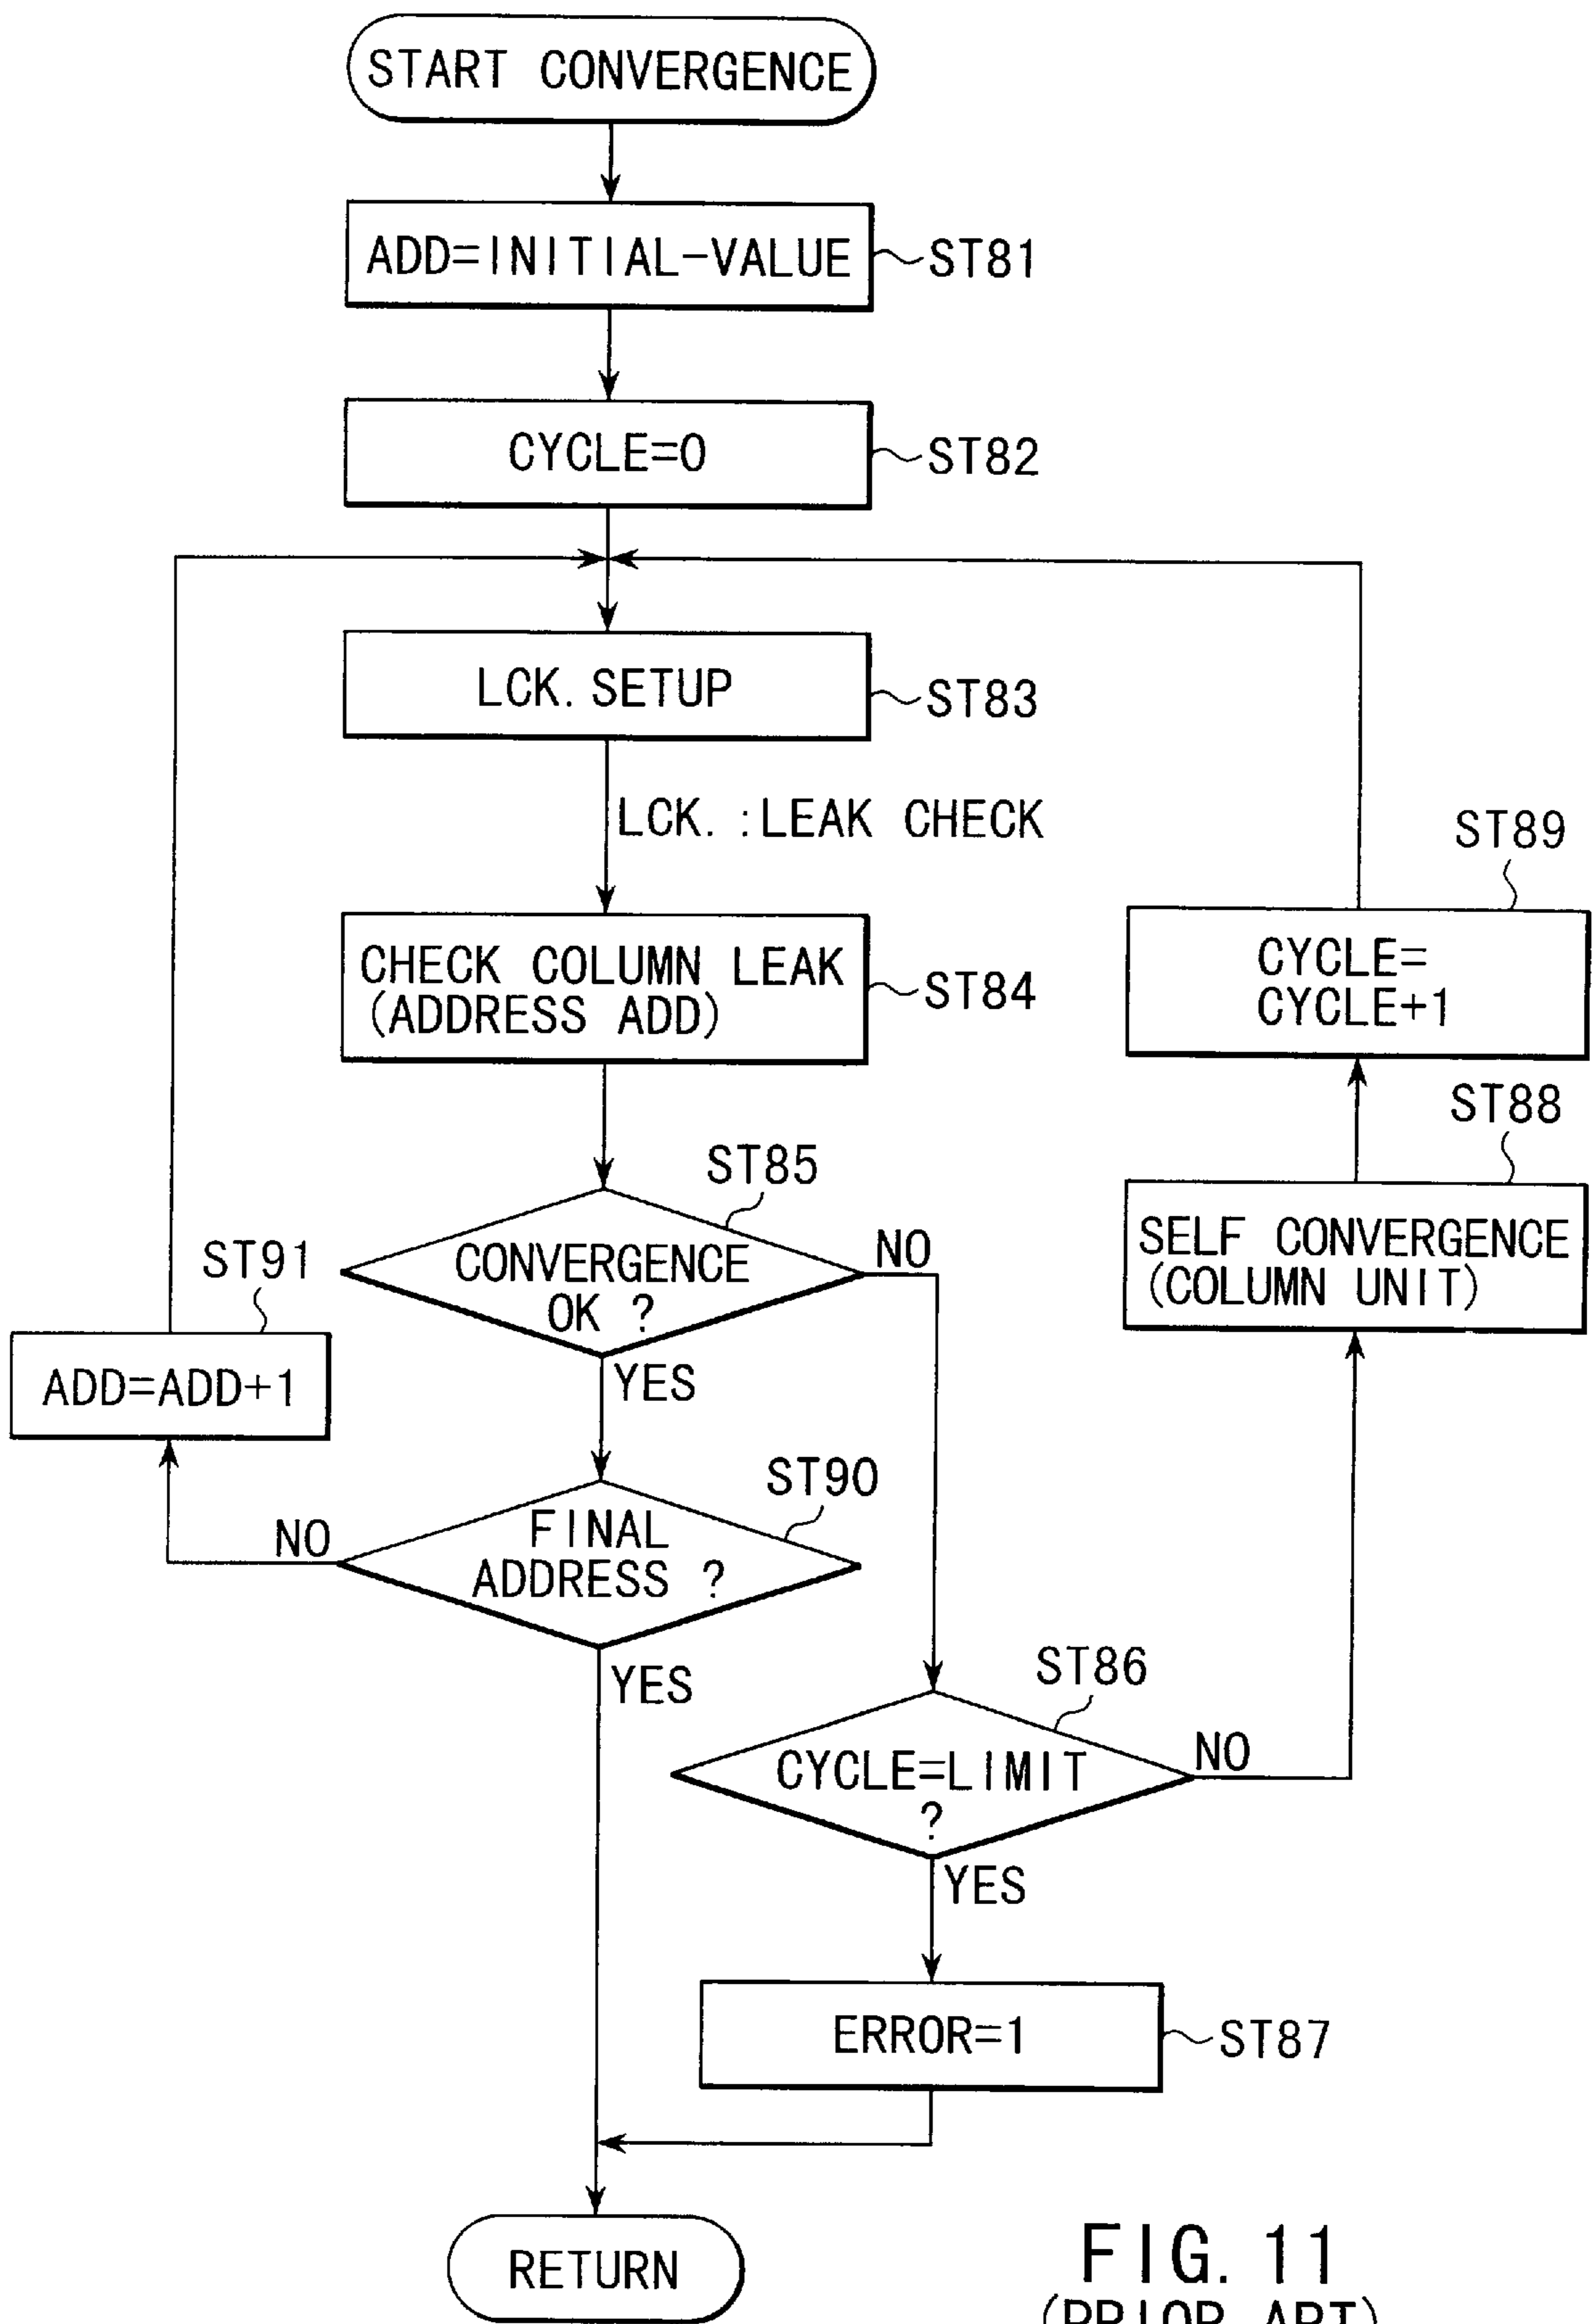 START CONVERGENCE
ADD=INITIAL-VALUE
ST81
CYCLE=0
ST82
LCK. SETUP
ST83
LCK. :LEAK CHECK
CHECK COLUMN LEAK
(ADDRESS ADD)
ST84
ST89
CYCLE=
CYCLE+1
ST88
SELF CONVERGENCE
(COLUMN UNIT)
ST85
CONVERGENCE
OK ?
NO
YES
ST91
ADD=ADD+1
ST90
FINAL
ADDRESS ?
NO
YES
ST86
CYCLE=LIMIT
?
NO
YES
ERROR=1
ST87
RETURN
FIG. 11
(PRIOR ART)